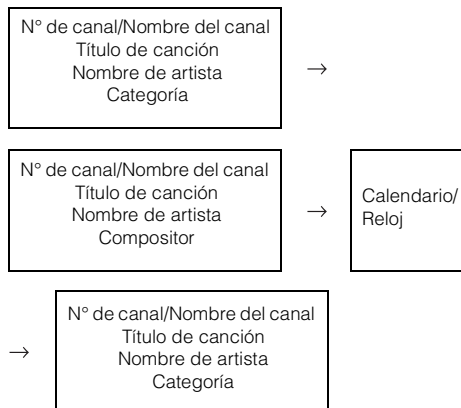 N° de canal/Nombre del canal
Título de canción
Nombre de artista
Categoría
→
N° de canal/Nombre del canal
Título de canción
Nombre de artista
Compositor
→
Calendario/
Reloj
→
N° de canal/Nombre del canal
Título de canción
Nombre de artista
Categoría